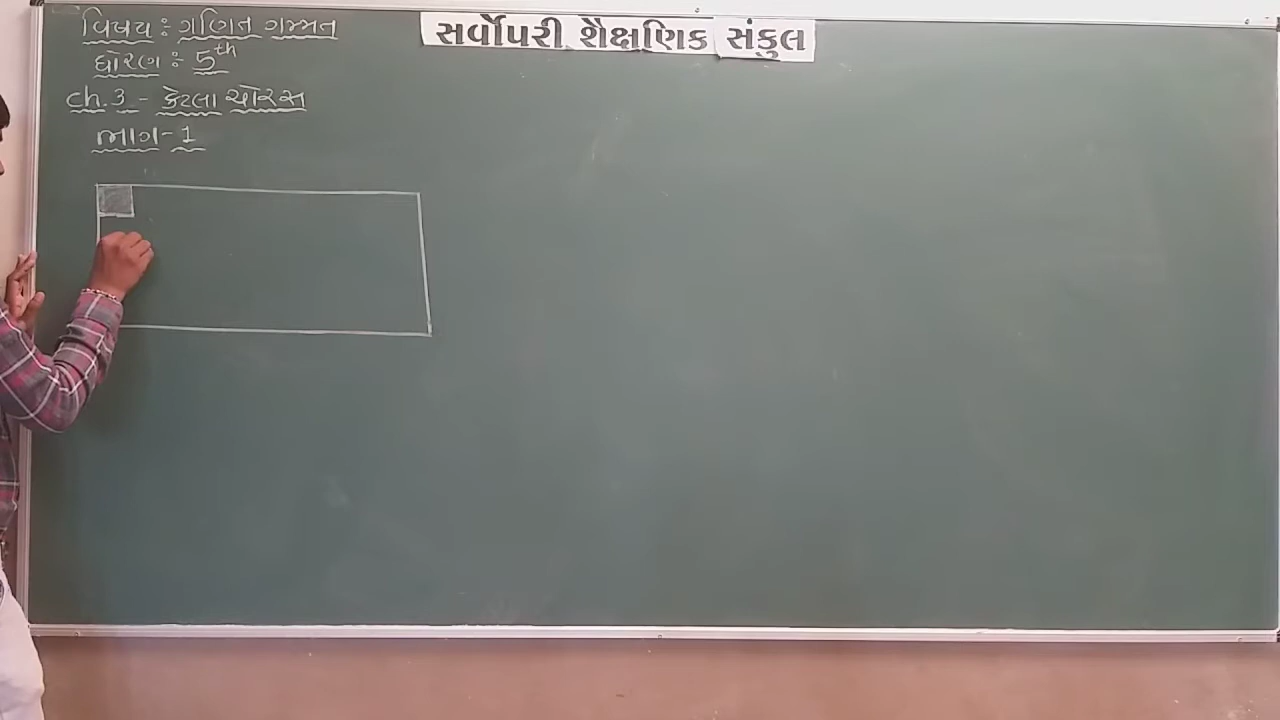 સર્વોપરી શૈક્ષણિક સંકુલ
વિષય : ગણિત ગમ્મત
ધોરણ : 5th
ch. 3 - કેટલા ચોરસ
ભાગ - 1